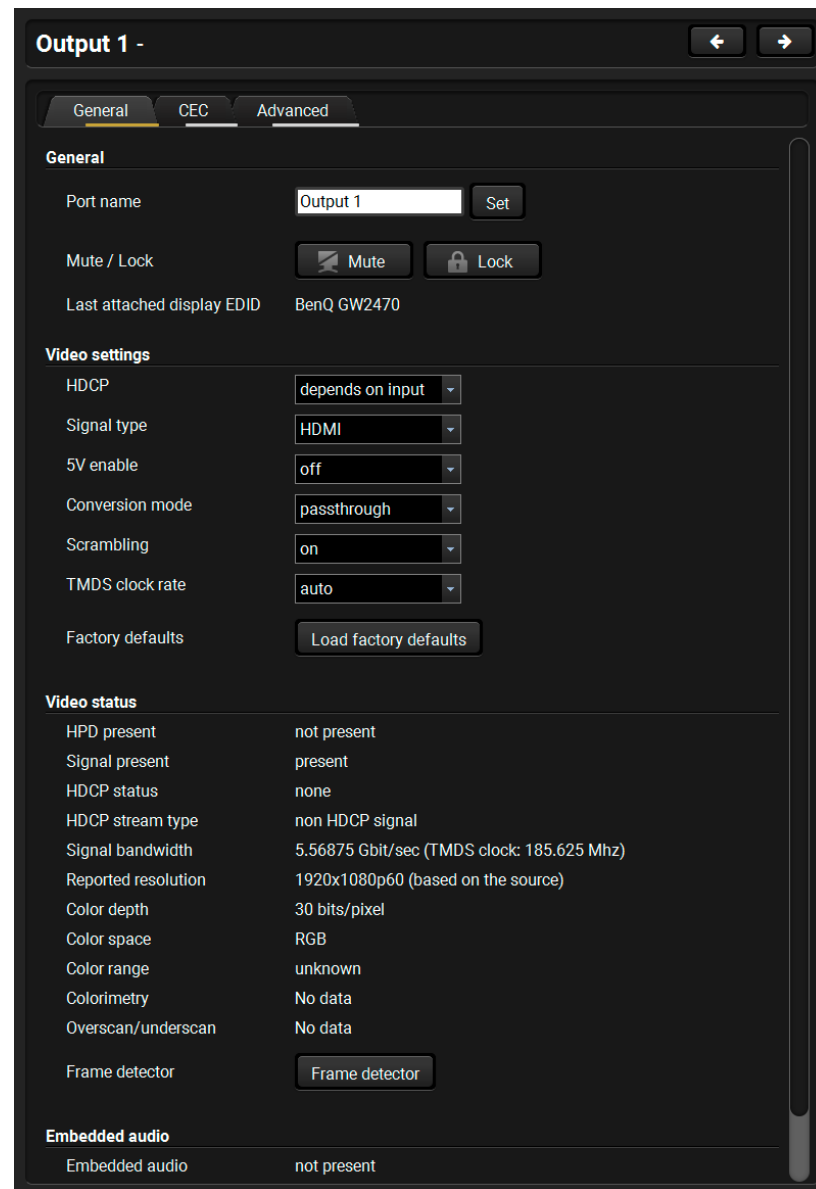 Output 1 -
General CEC Advanced
General
Port name Output 1 Set
Mute / Lock Mute Lock
Last attached display EDID BenQ GW2470
Video settings
HDCP depends on input
Signal type HDMI
5V enable off
Conversion mode passthrough
Scrambling on
TMDS clock rate auto
Factory defaults Load factory defaults
Video status
HPD present not present
Signal present present
HDCP status none
HDCP stream type non HDCP signal
Signal bandwidth 5.56875 Gbit/sec (TMDS clock: 185.625 Mhz)
Reported resolution 1920x1080p60 (based on the source)
Color depth 30 bits/pixel
Color space RGB
Color range unknown
Colorimetry No data
Overscan/underscan No data
Frame detector Frame detector
Embedded audio
Embedded audio not present